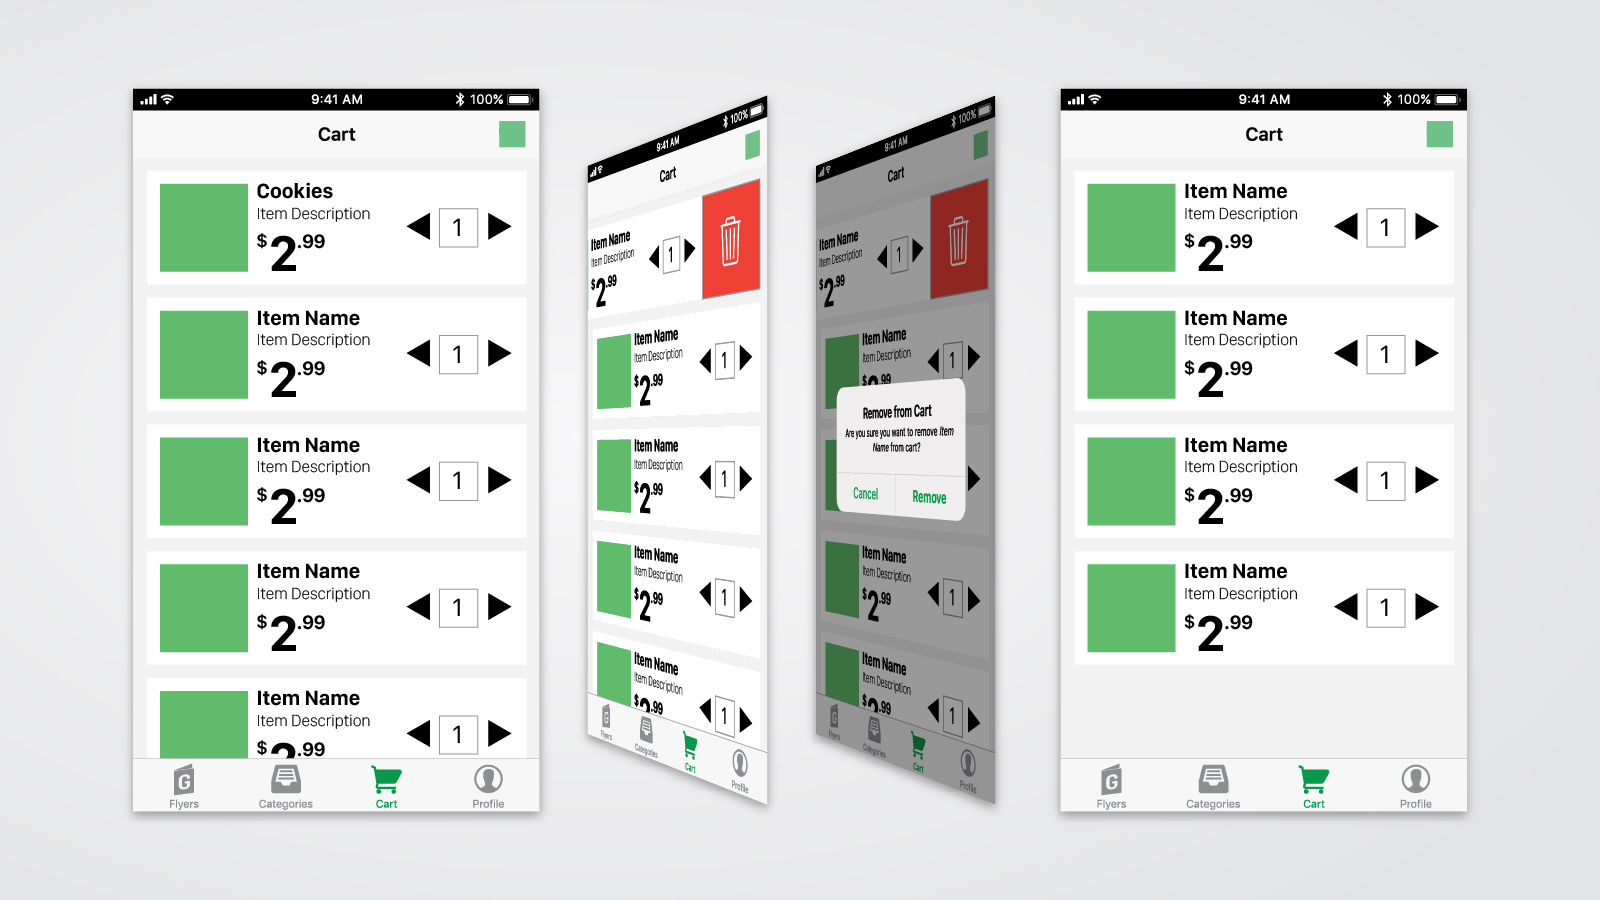 9:41 AM
100%
Cart
Cookies
Item Description
$2.99
1
Item Name
Item Description
$2.99
1
Item Name
Item Description
$2.99
1
Item Name
Item Description
$2.99
1
Item Name
Item Description
$2.99
1
G
Flyers
Categories
Cart
Profile
9:41 AM
100%
Cart
Item Name
Item Description
$2.99
1
Item Name
Item Description
$2.99
1
Item Name
Item Description
$2.99
1
Item Name
Item Description
$2.99
1
Item Name
Item Description
$2.99
1
G
Flyers
Categories
Cart
Profile
9:41 AM
100%
Cart
Item Name
Item Description
$2.99
1
Item Name
Item Description
$2.99
1
Remove from Cart
Are you sure you want to remove Item
Name from cart?
Cancel
Remove
Item Name
Item Description
$2.99
1
Item Name
Item Description
$2.99
1
G
Flyers
Categories
Cart
Profile
9:41 AM
100%
Cart
Item Name
Item Description
$2.99
1
Item Name
Item Description
$2.99
1
Item Name
Item Description
$2.99
1
Item Name
Item Description
$2.99
1
G
Flyers
Categories
Cart
Profile